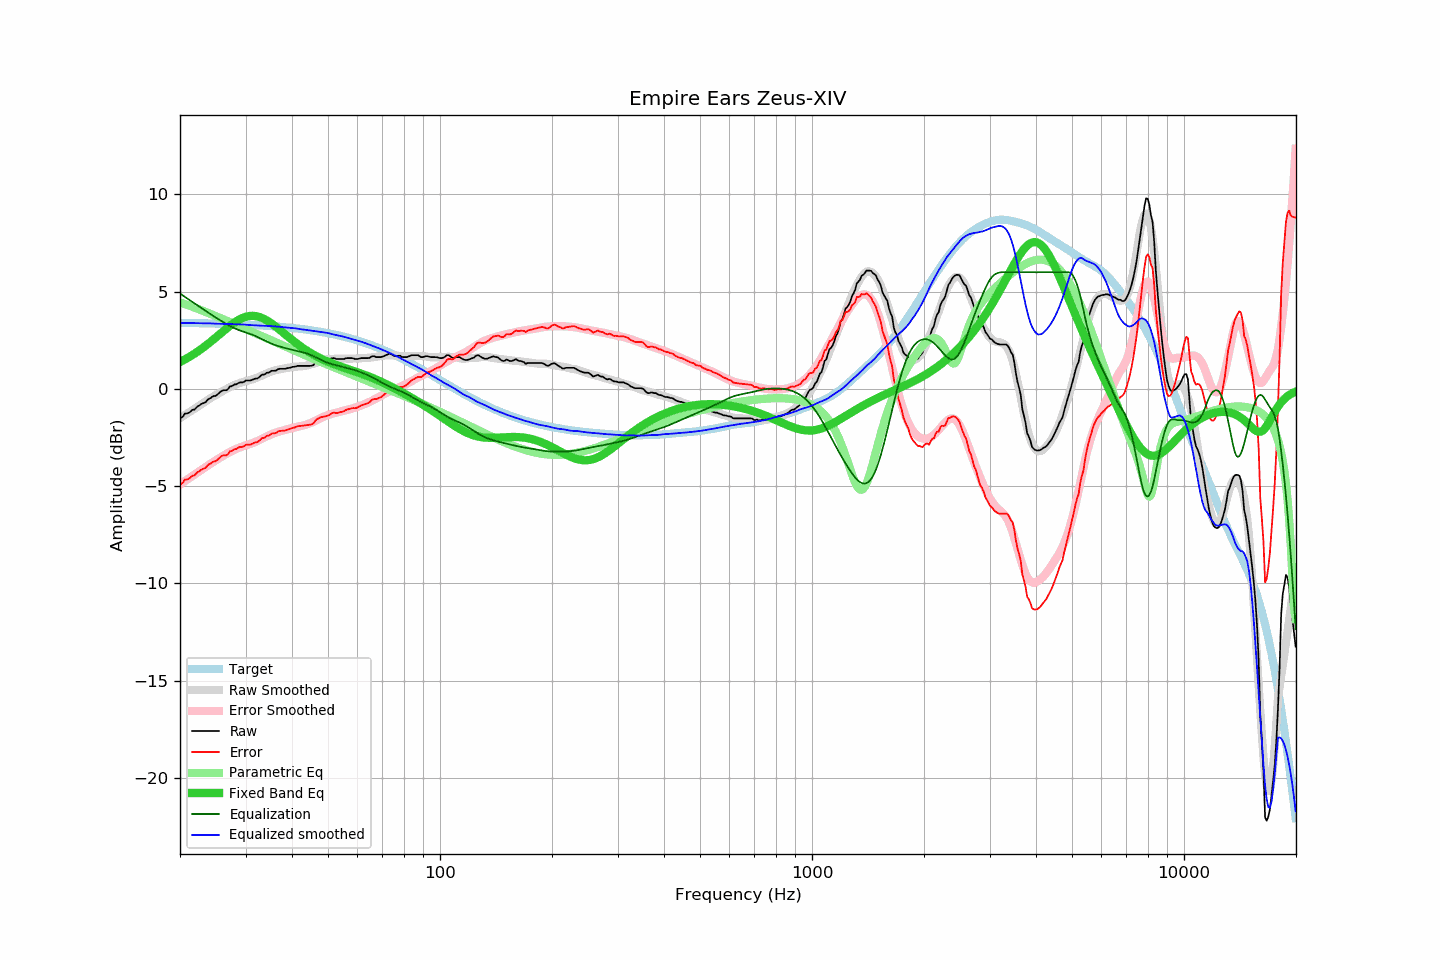 Empire Ears Zeus-XIV
Amplitude (dBr)
10
5
0
−5
−10
−15
−20
Target
Raw Smoothed
Error Smoothed
Raw
Error
Parametric Eq
Fixed Band Eq
Equalization
Equalized smoothed
100
1000
10000
Frequency (Hz)